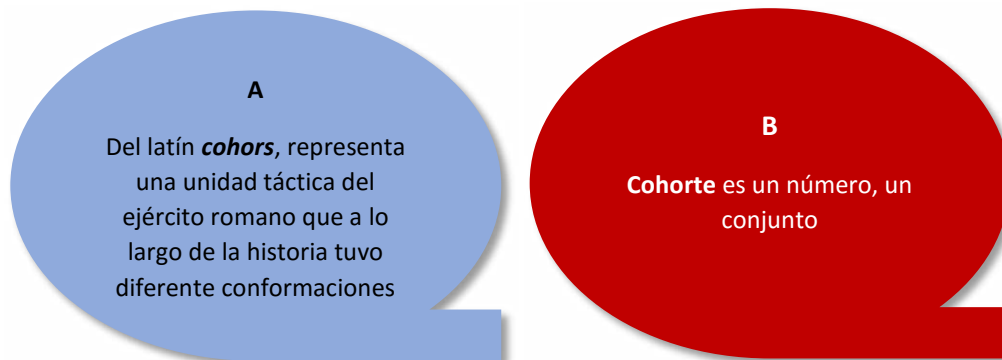 A
Del latín cohors, representa
una unidad táctica del
ejército romano que a lo
largo de la historia tuvo
diferente conformaciones
B
Cohorte es un número, un
conjunto